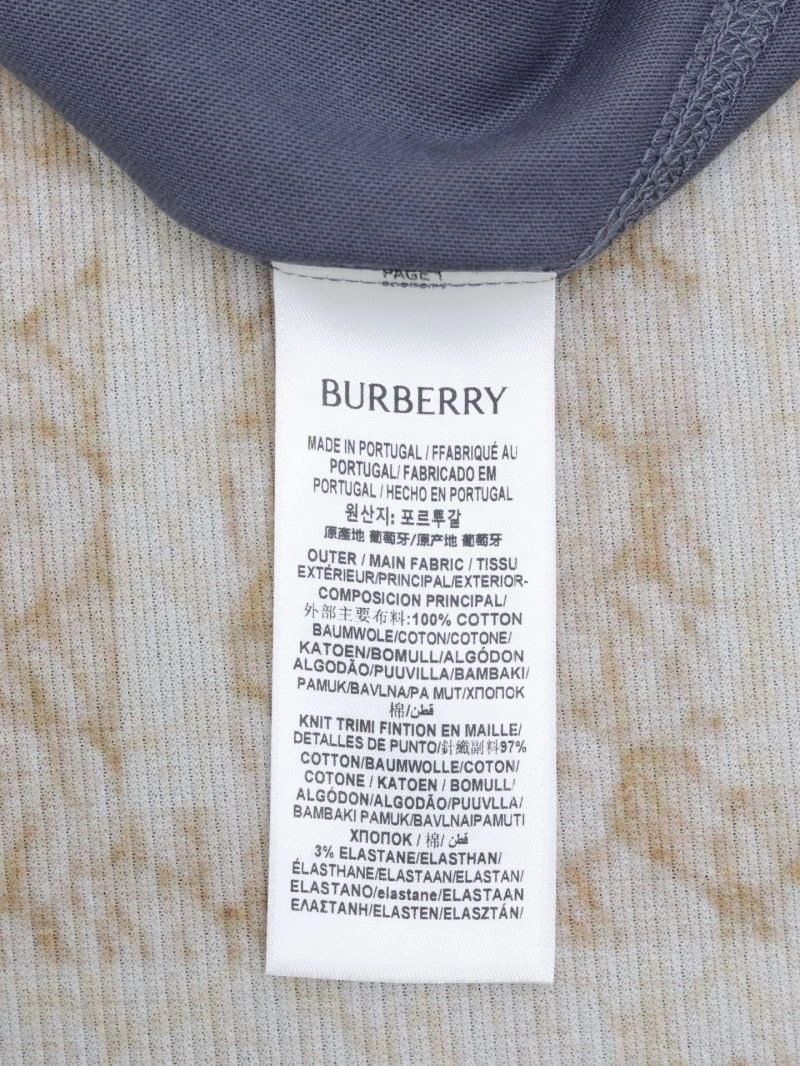 PAGE 1
BURBERRY
MADE IN PORTUGAL / FFABRIQUÉ AU
PORTUGAL/ FABRICADO EM
PORTUGAL / HECHO EN PORTUGAL
원산지: 포르투갈
原產地 葡萄牙/原产地 葡萄牙
OUTER / MAIN FABRIC / TISSU
EXTÉRIEUR/PRINCIPAL/EXTERIOR-
COMPOSICION PRINCIPAL/
外部主要布料:100% COTTON
BAUMWOLE/COTON/COTONE/
KATOEN/BOMULL/ALGÓDON
ALGODÃO/PUUVILLA/BAMBAKI/
PAMUK/BAVLNA/PA MUT/ХПОПОК
棉/قطن/
KNIT TRIMI FINTION EN MAILLE/
DETALLES DE PUNTO/針織副料97%
COTTON/BAUMWOLLE/COTON/
COTONE / KATOEN / BOMULL/
ALGÓDON/ALGODÃO/PUUVLLA/
BAMBAKI PAMUK/BAVLNAIPAMUTI
ХПОПОК / 棉/ قطن/
3% ELASTANE/ELASTHAN/
ÉLASTHANE/ELASTAAN/ELASTAN/
ELASTANO/elastane/ELASTAAN
ΕΛΑΣΤΑΝΗ/ELASTEN/ELASZTÁN/